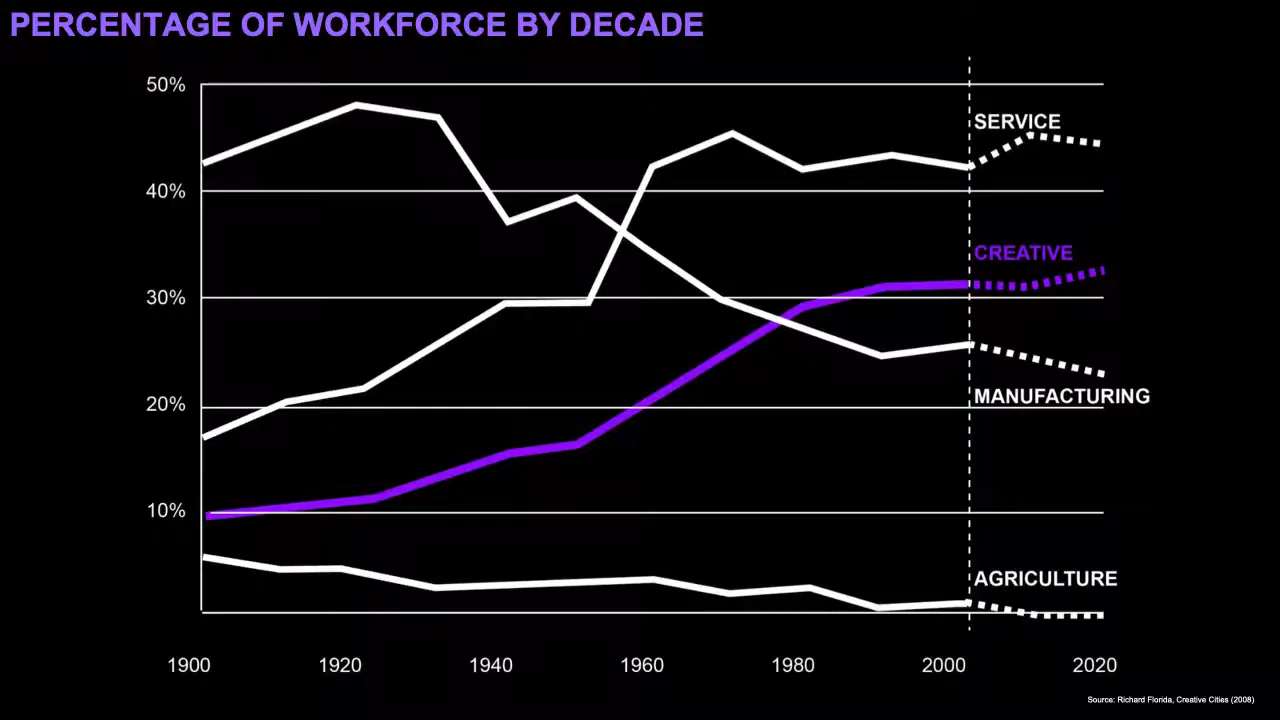 PERCENTAGE OF WORKFORCE BY DECADE
50%
SERVICE
40%
CREATIVE
30%
20%
MANUFACTURING
10%
AGRICULTURE
1900 1920 1940 1960 1980 2000 2020
Source: Richard Florida, Creative Cities (2008)